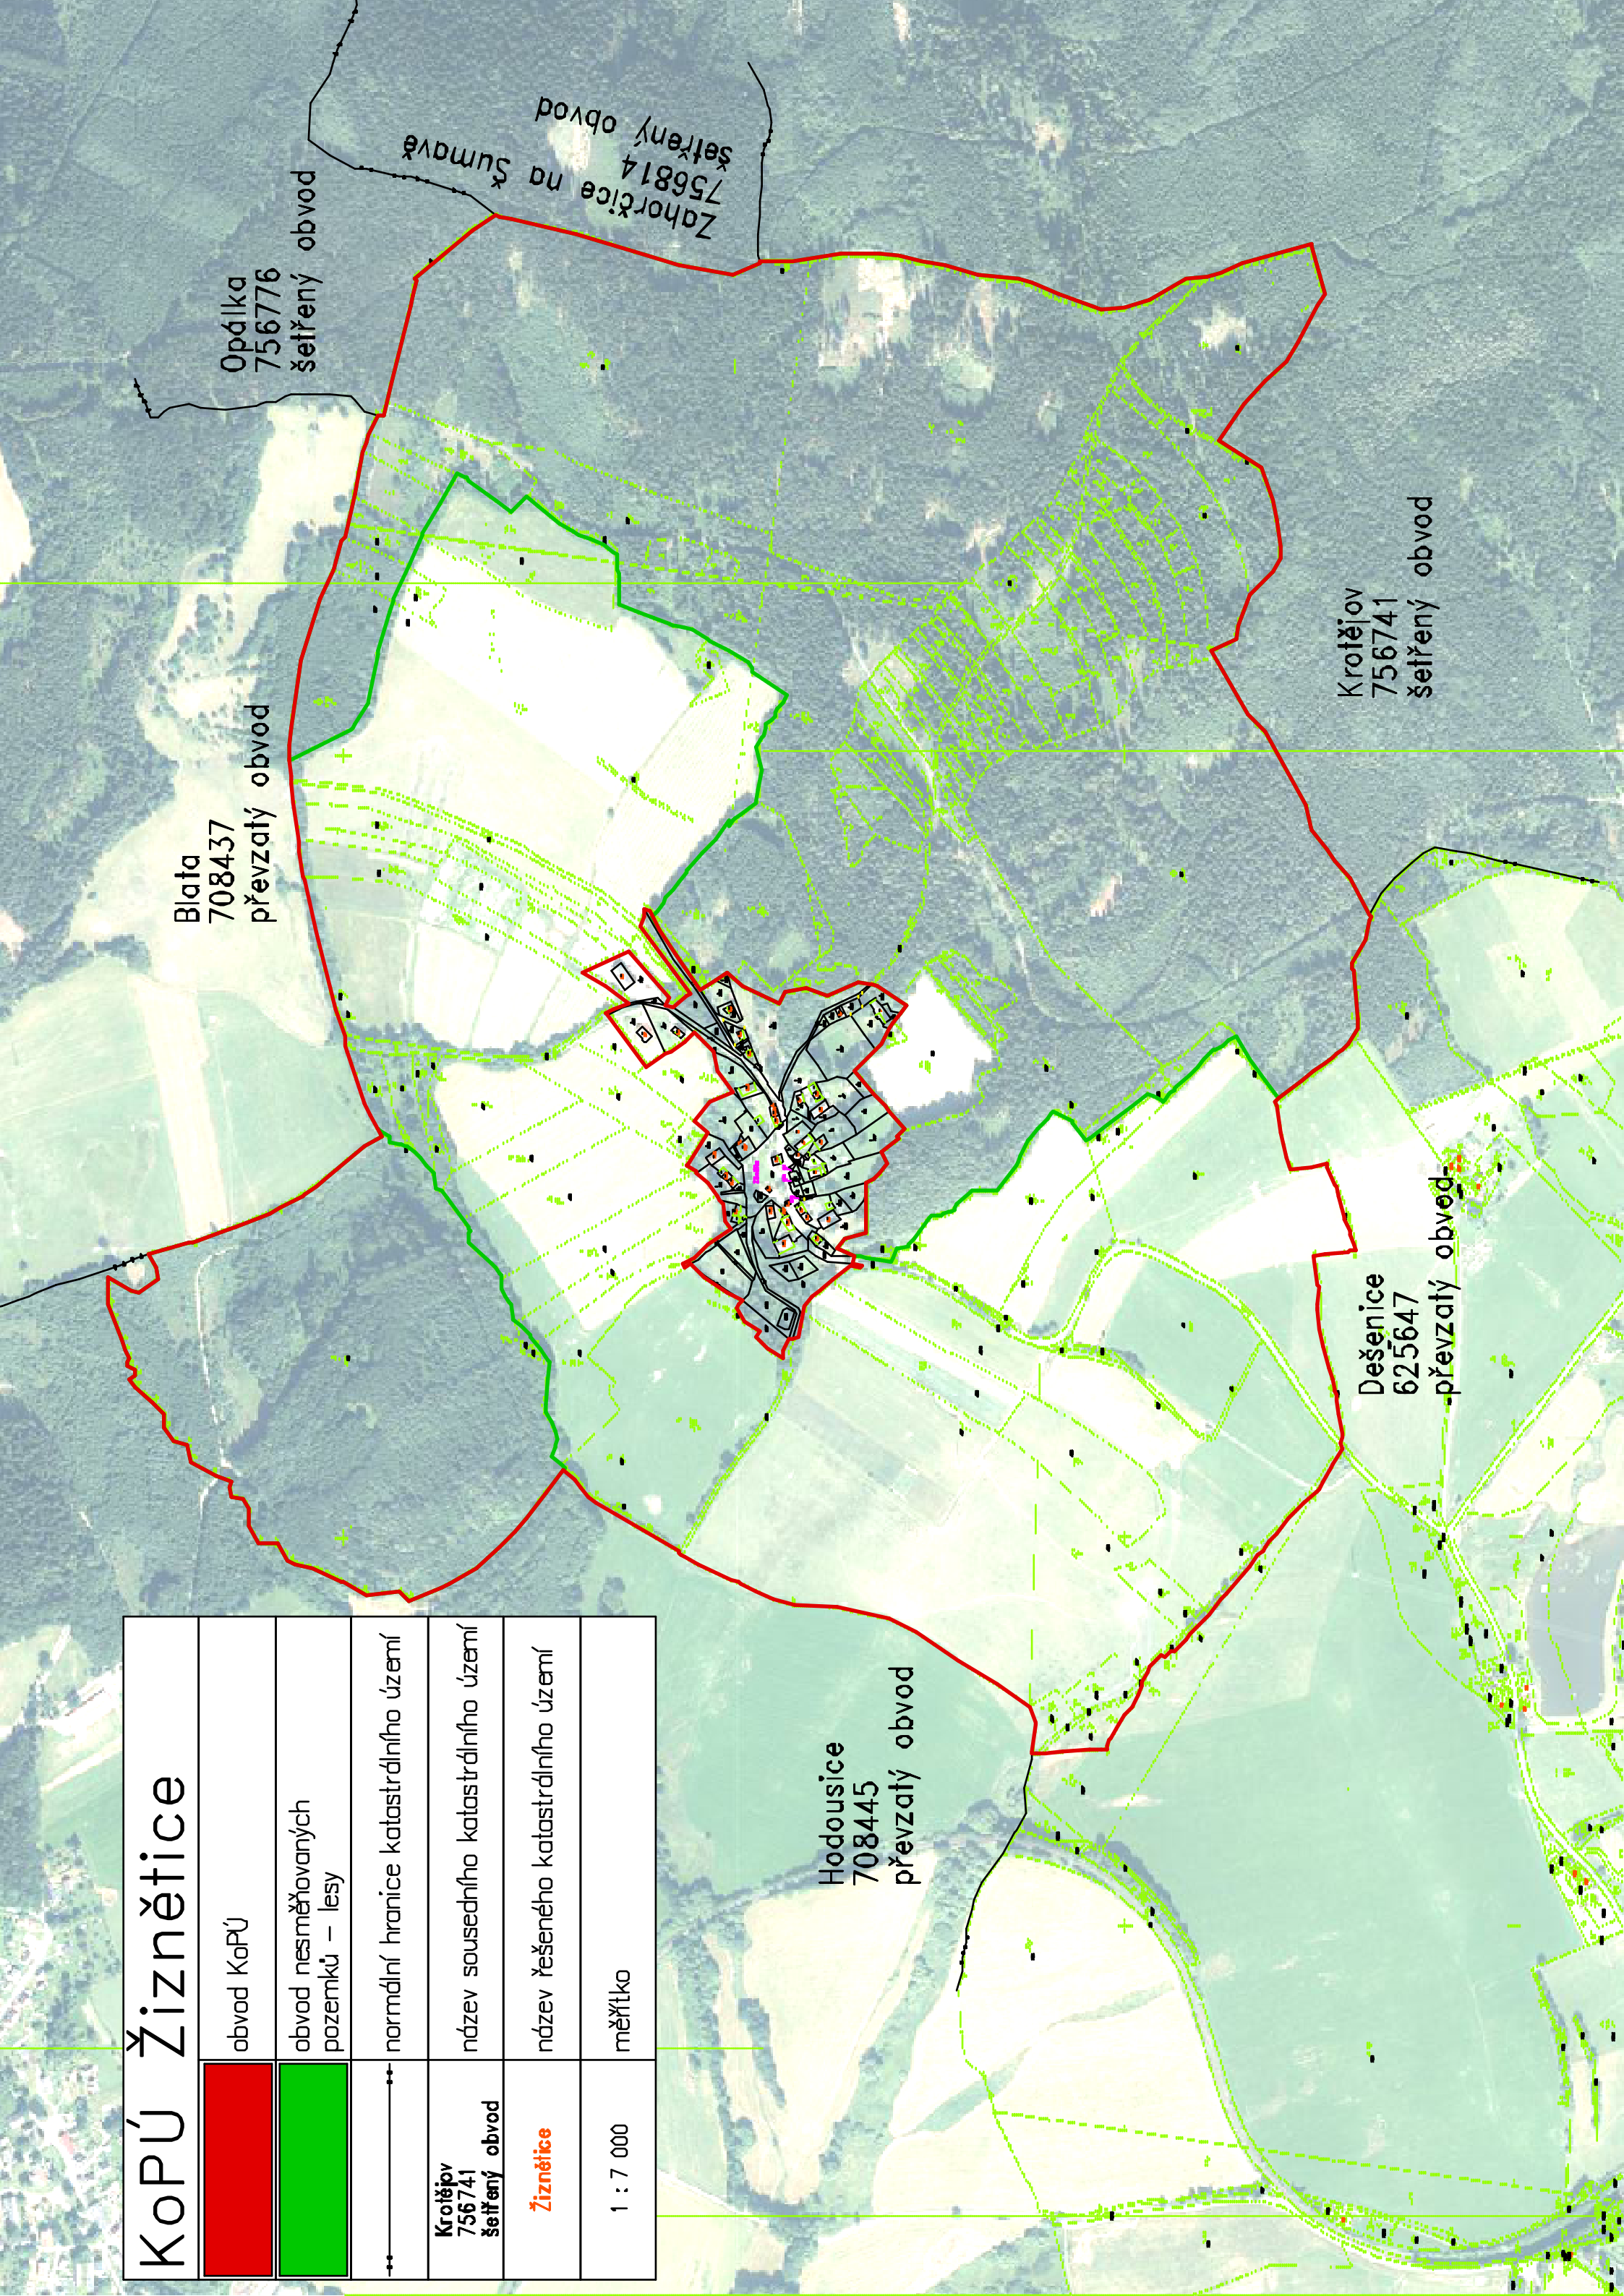 KoPÚ Žiznětice
obvod KoPÚ
obvod nesměňovaných
pozemků – lesy
normální hranice katastrálního území
Krotějov
756741
šetřený obvod
název sousedního katastrálního území
Žiznětice
název řešeného katastrálního území
1 : 7 000
měřítko
Blata
708437
převzatý obvod
Opálka
756776
šetřený obvod
Zahorčice na Šumavě
756814
šetřený obvod
Hodousice
708445
převzatý obvod
Dešenice
625647
převzatý obvod
Krotějov
756741
šetřený obvod